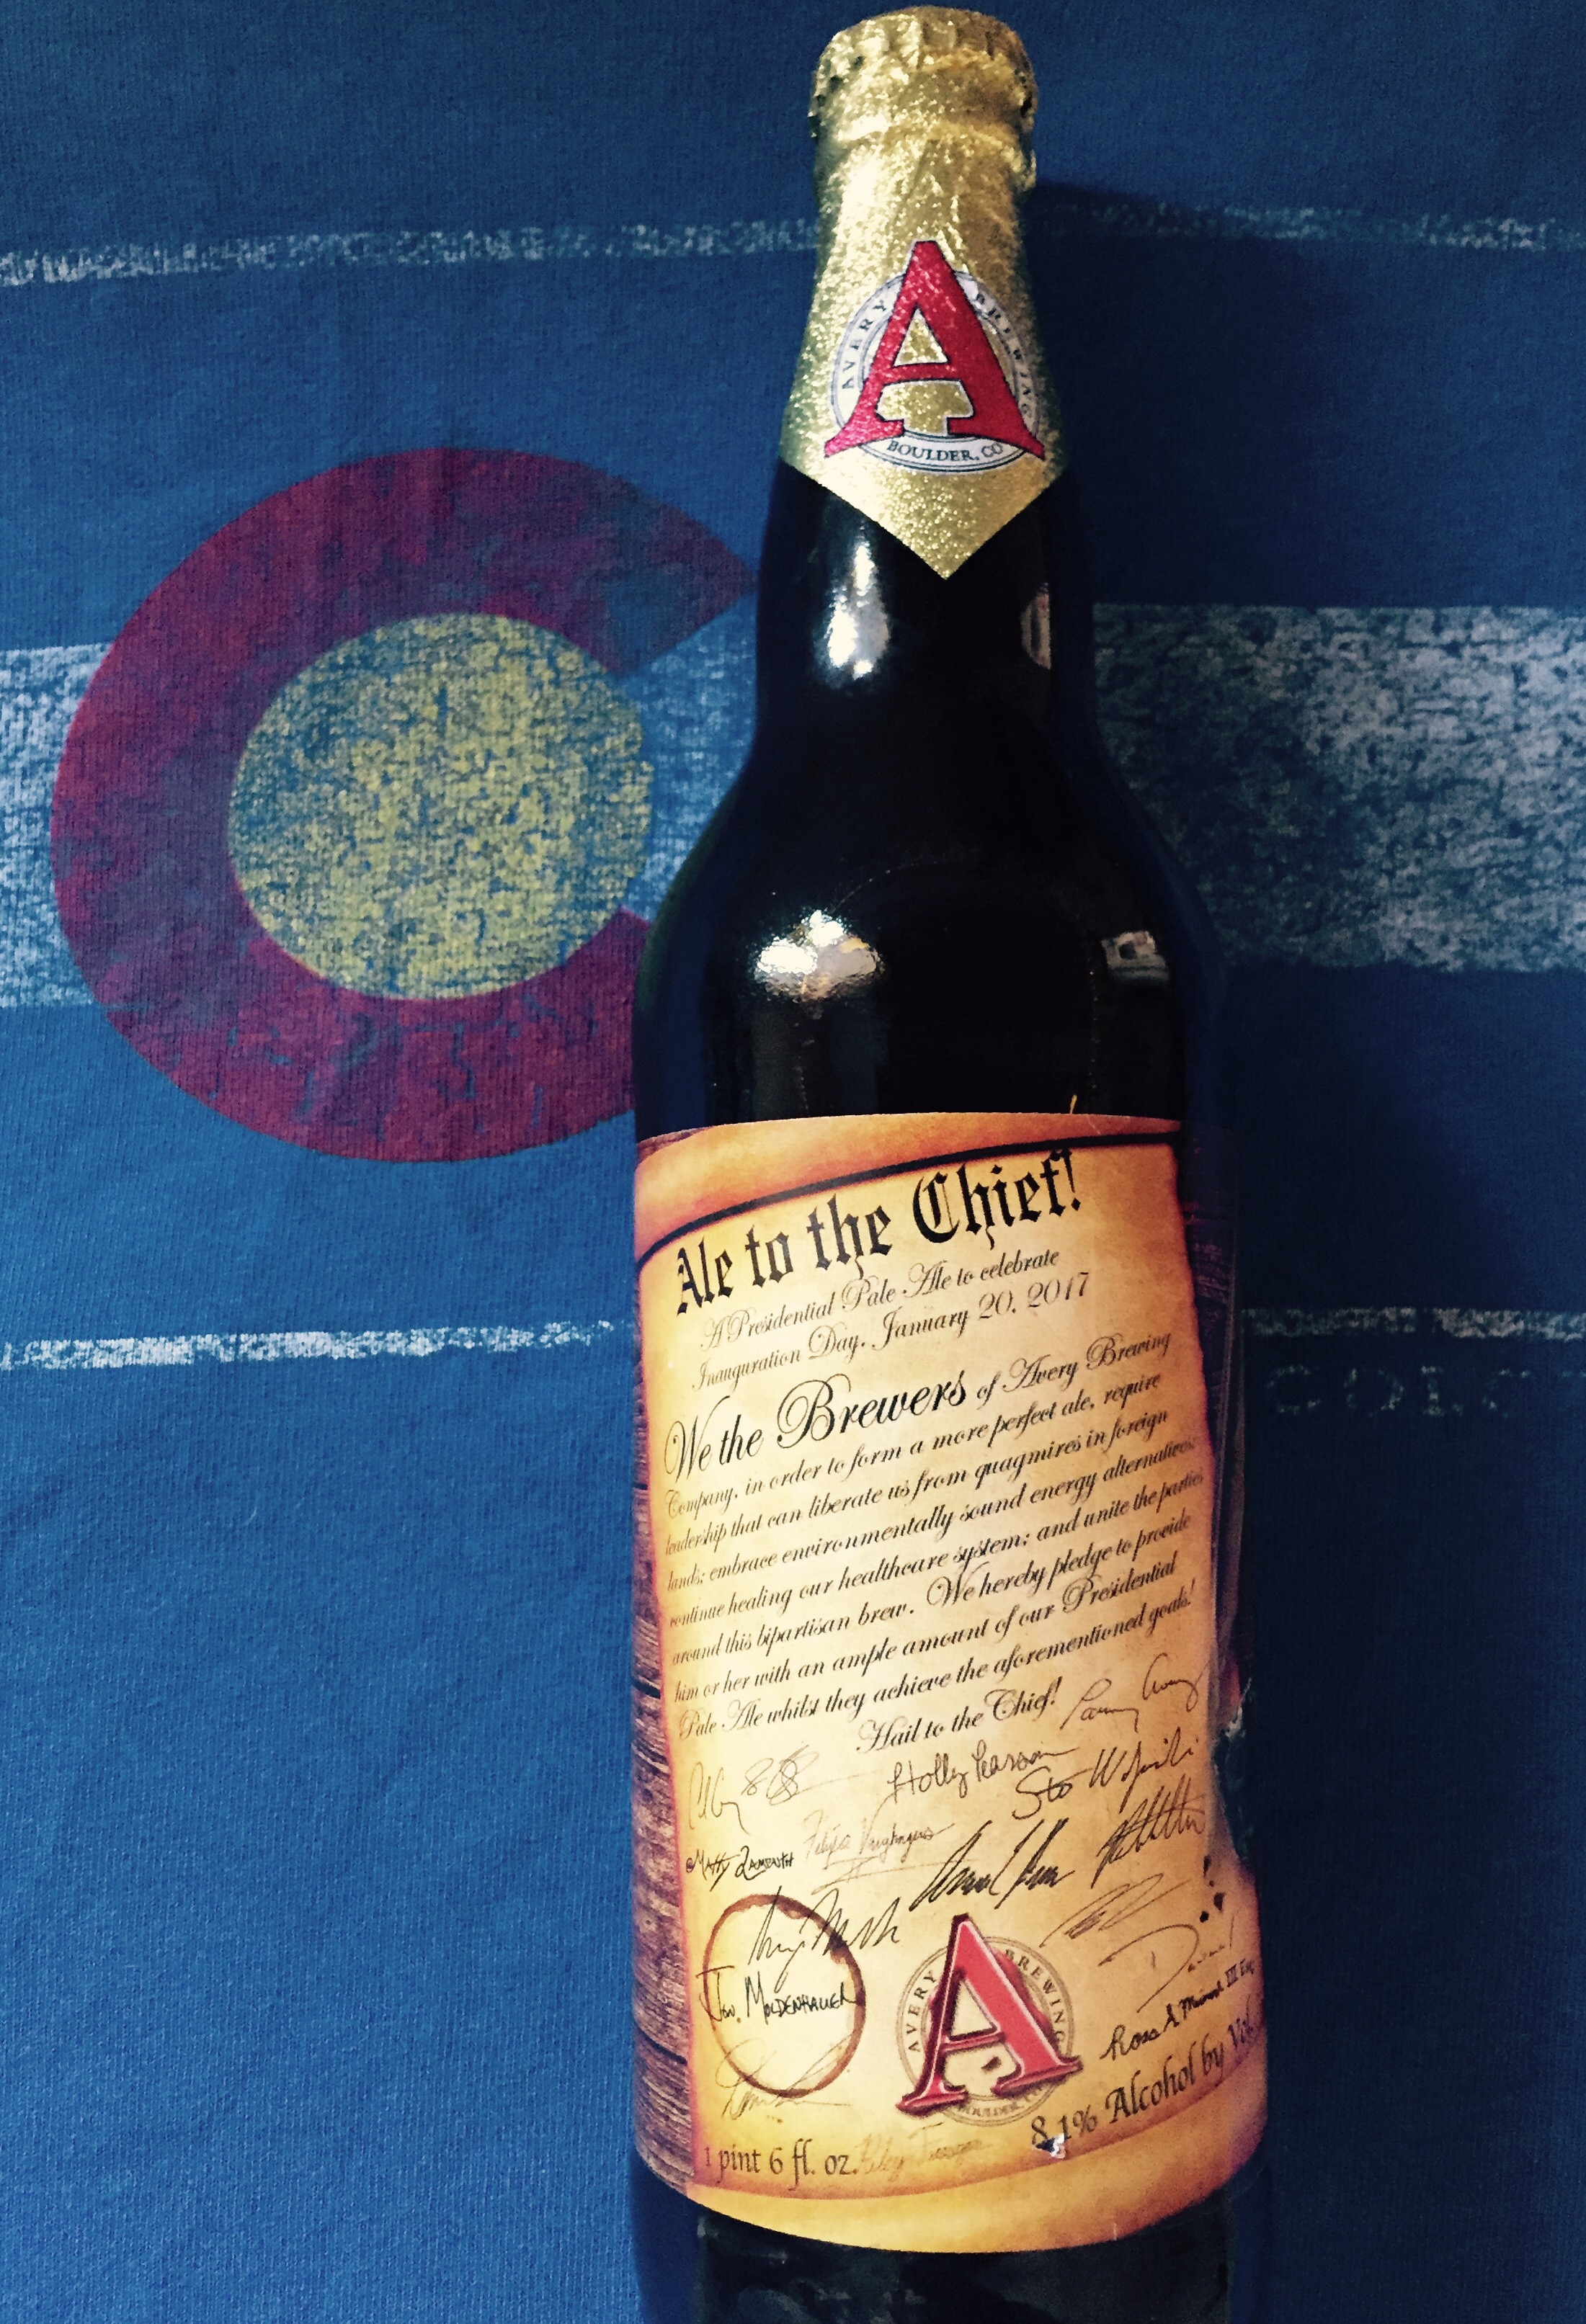 AVERY BREWING
A
BOULDER, CO
Ale to the Chief!
A Presidential Pale Ale to celebrate
Inauguration Day, January 20, 2017
We the Brewers of Avery Brewing
Company, in order to form a more perfect ale, require
leadership that can liberate us from quagmires in foreign
lands; embrace environmentally sound energy alternatives;
continue healing our healthcare system; and unite the parties
around this bipartisan brew. We hereby pledge to provide
him or her with an ample amount of our Presidential
Pale Ale whilst they achieve the aforementioned goals!
Hail to the Chief!
Holly Pearson
Joe. Moldenhauer
AVERY BREWING
A
BOULDER, CO
Ross A. III Esq
8.1% Alcohol by Vol.
1 pint 6 fl. oz.